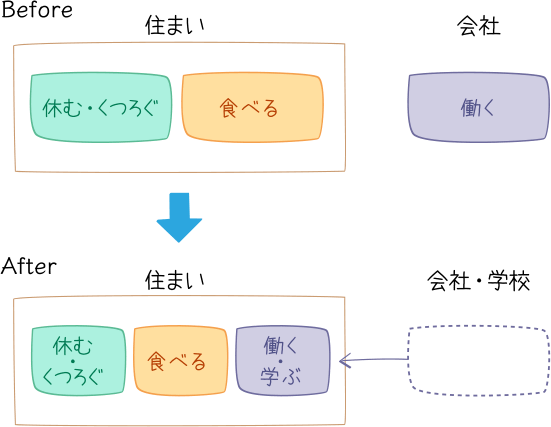 Before
住まい
会社
休む・くつろぐ
食べる
働く
After
住まい
会社・学校
休む
・
くつろぐ
食べる
働く
・
学ぶ